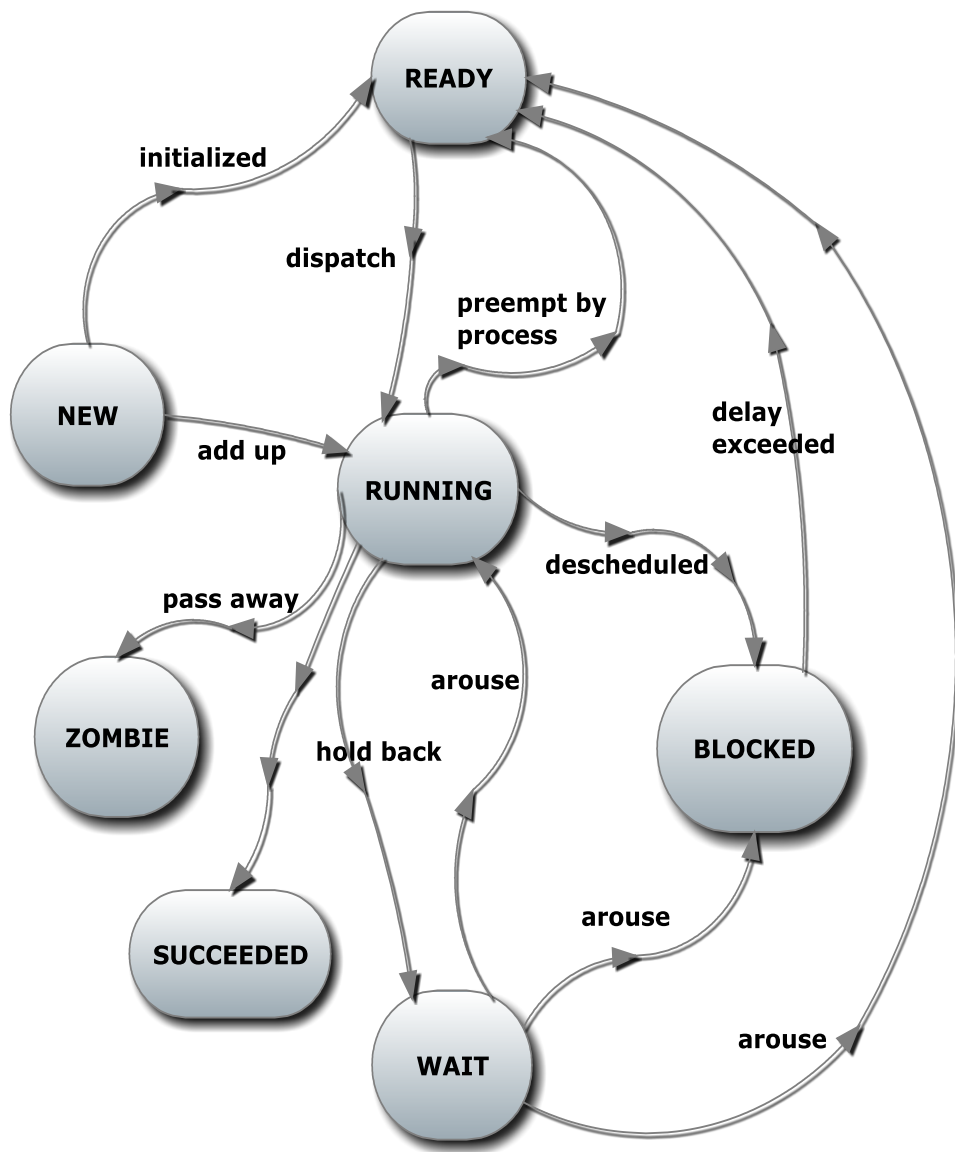 READY
initialized
dispatch
preempt by
process
NEW
add up
delay
exceeded
RUNNING
descheduled
pass away
arouse
ZOMBIE
hold back
BLOCKED
arouse
SUCCEEDED
arouse
WAIT